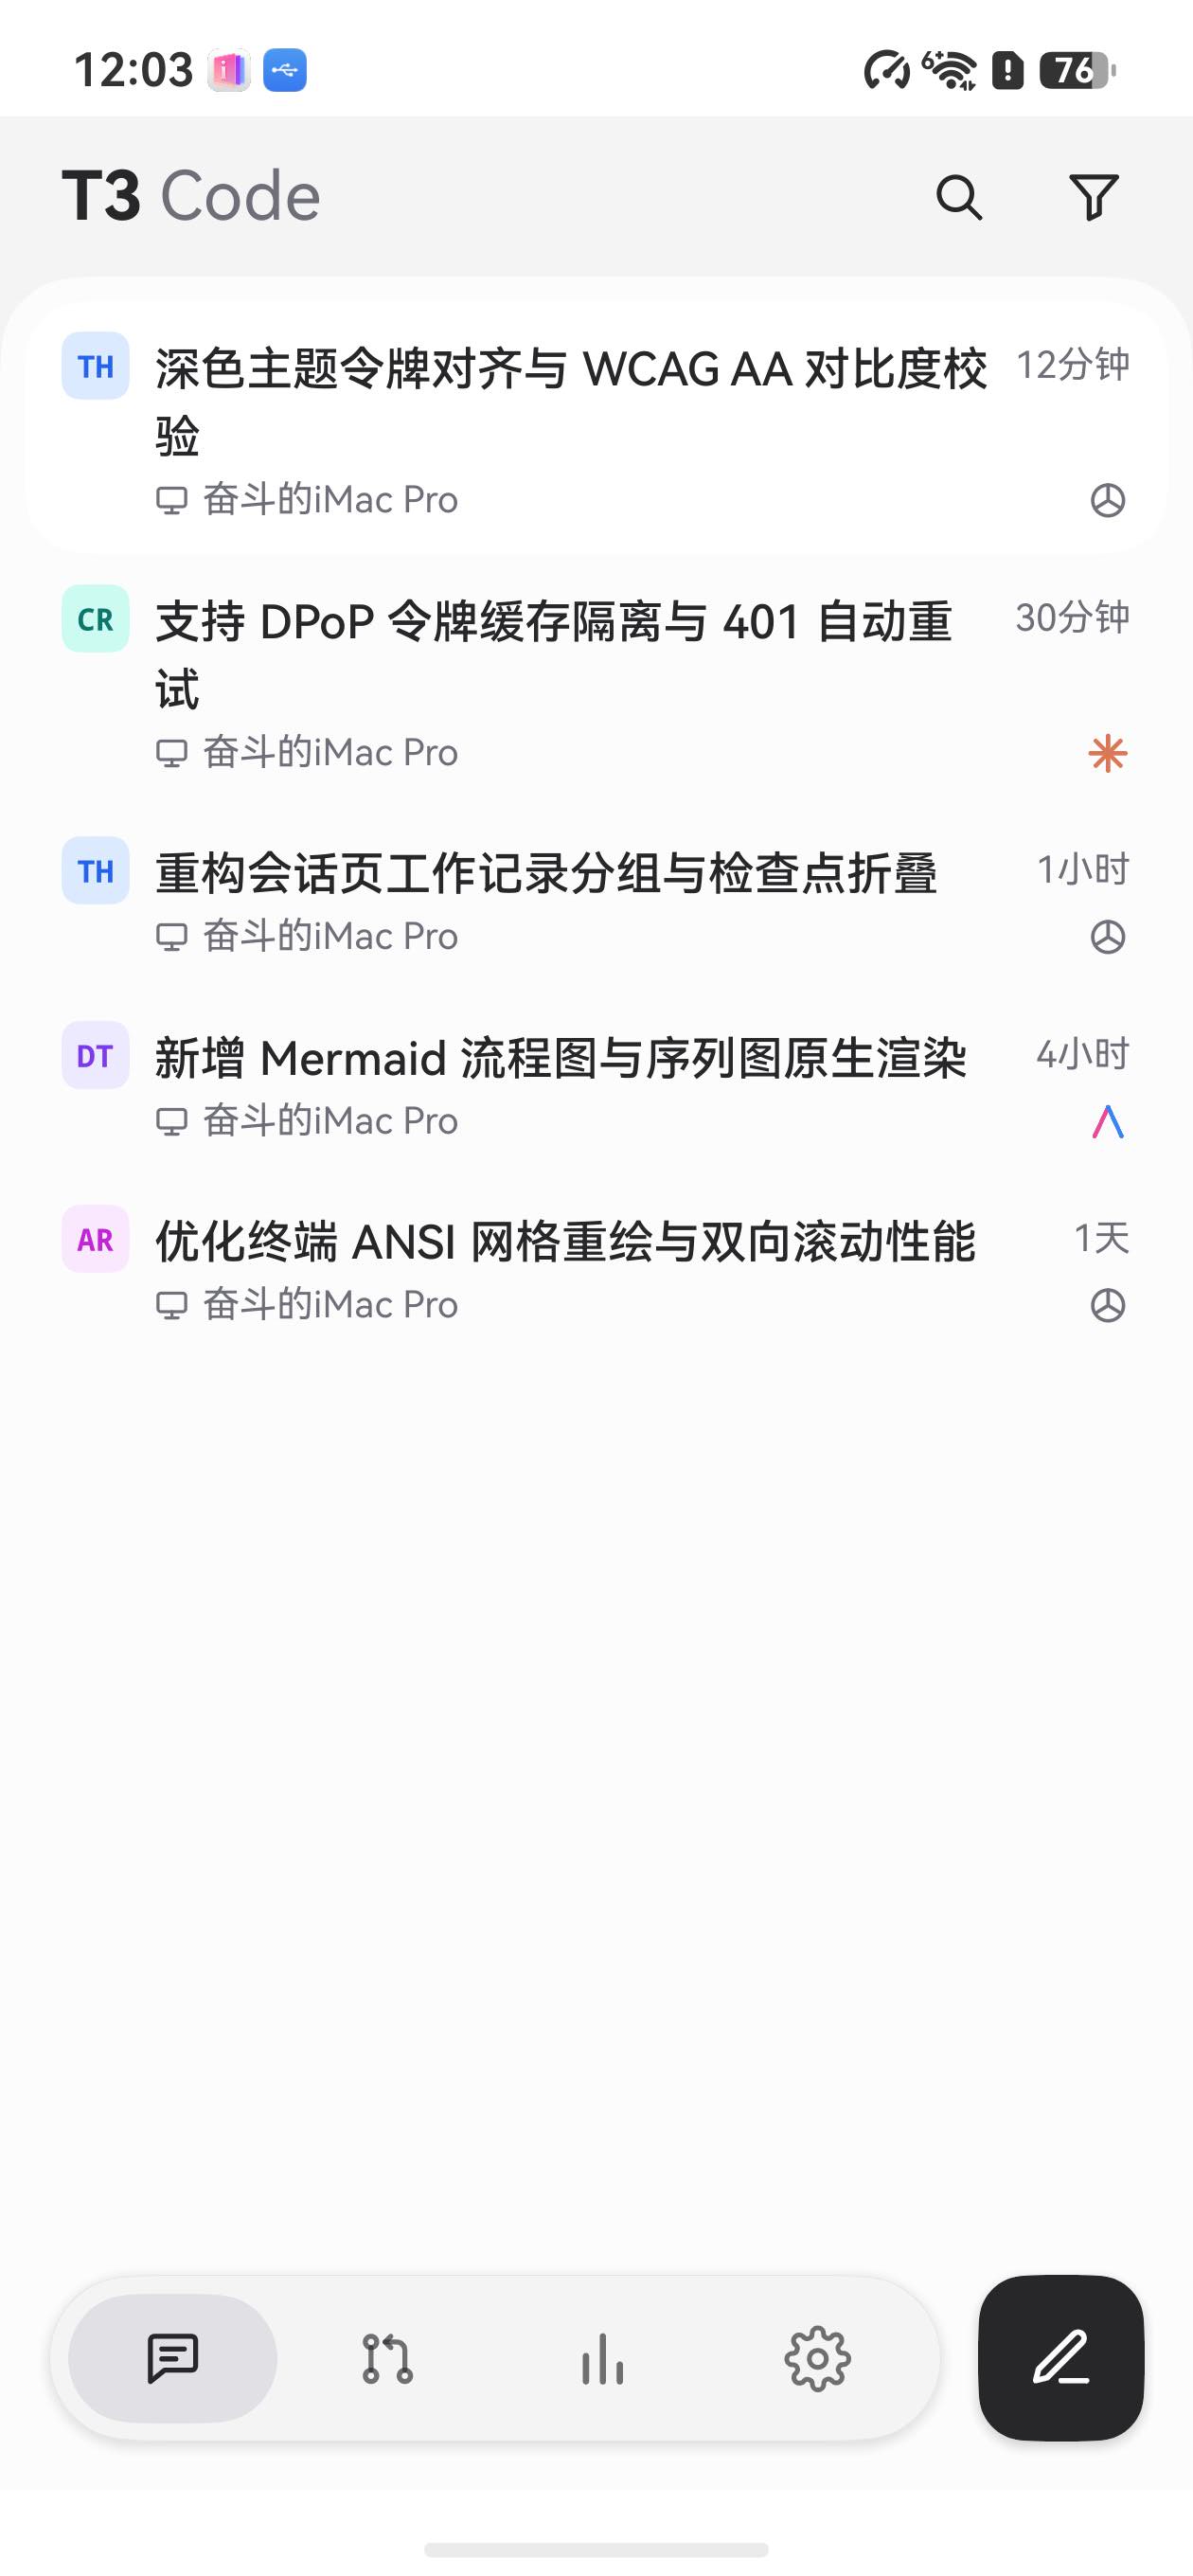 12:03
76
T3 Code
TH
深色主题令牌对齐与 WCAG AA 对比度校
12分钟
验
奋斗的iMac Pro
CR
支持 DPoP 令牌缓存隔离与 401 自动重
30分钟
试
奋斗的iMac Pro
TH
重构会话页工作记录分组与检查点折叠
1小时
奋斗的iMac Pro
DT
新增 Mermaid 流程图与序列图原生渲染
4小时
奋斗的iMac Pro
AR
优化终端 ANSI 网格重绘与双向滚动性能
1天
奋斗的iMac Pro